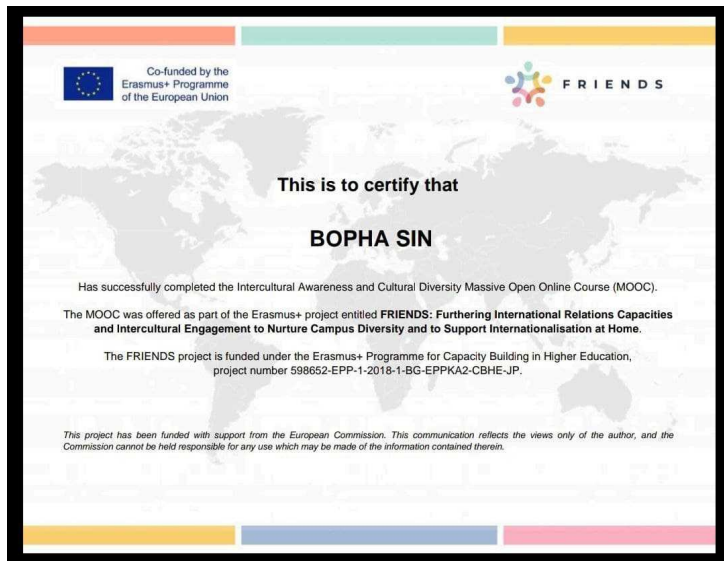 Co-funded by the
Erasmus+ Programme
of the European Union
FRIENDS
This is to certify that
BOPHA SIN
Has successfully completed the Intercultural Awareness and Cultural Diversity Massive Open Online Course (MOOC).
The MOOC was offered as part of the Erasmus+ project entitled FRIENDS: Furthering International Relations Capacities
and Intercultural Engagement to Nurture Campus Diversity and to Support Internationalisation at Home.
The FRIENDS project is funded under the Erasmus+ Programme for Capacity Building in Higher Education,
project number 598652-EPP-1-2018-1-BG-EPPKA2-CBHE-JP.
This project has been funded with support from the European Commission. This communication reflects the views only of the author, and the
Commission cannot be held responsible for any use which may be made of the information contained therein.